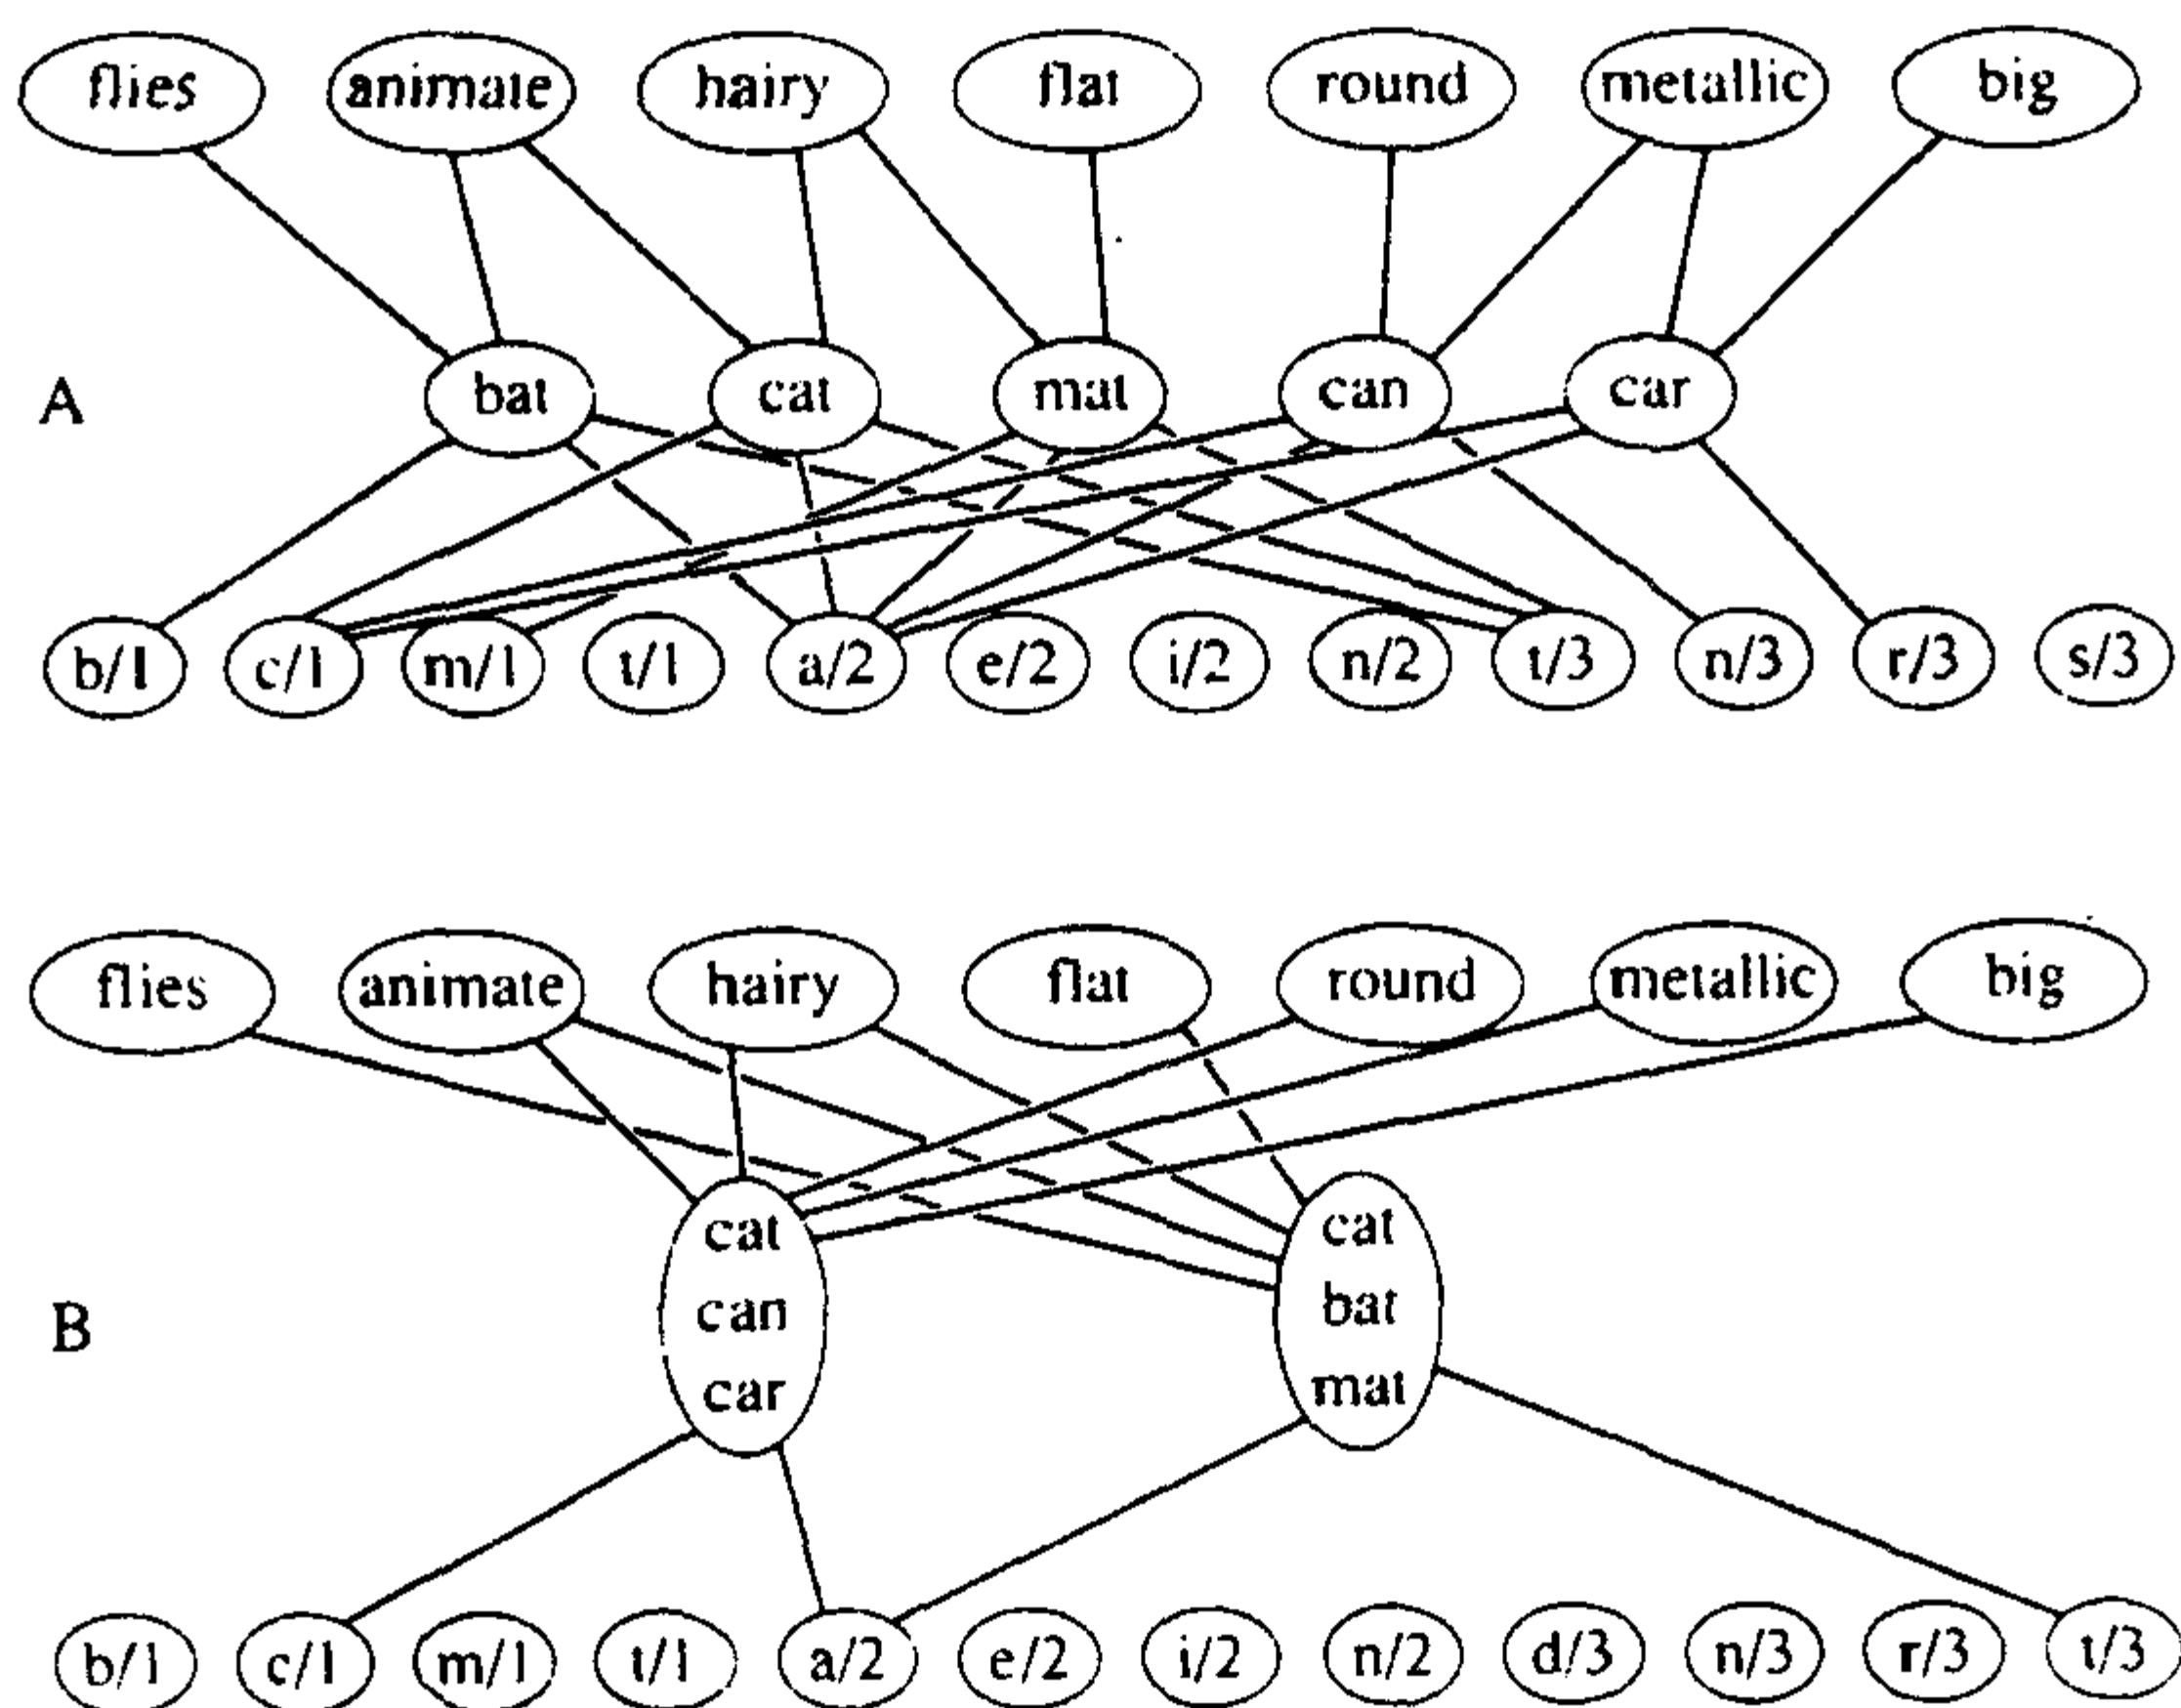 flies animate hairy flat round metallic big
A bat cat mat can car
b/1 c/1 m/1 t/1 a/2 e/2 i/2 n/2 t/3 n/3 r/3 s/3
flies animate hairy flat round metallic big
cat cat
B can bat
car mat
b/1 c/1 m/1 t/1 a/2 e/2 i/2 n/2 d/3 n/3 r/3 t/3